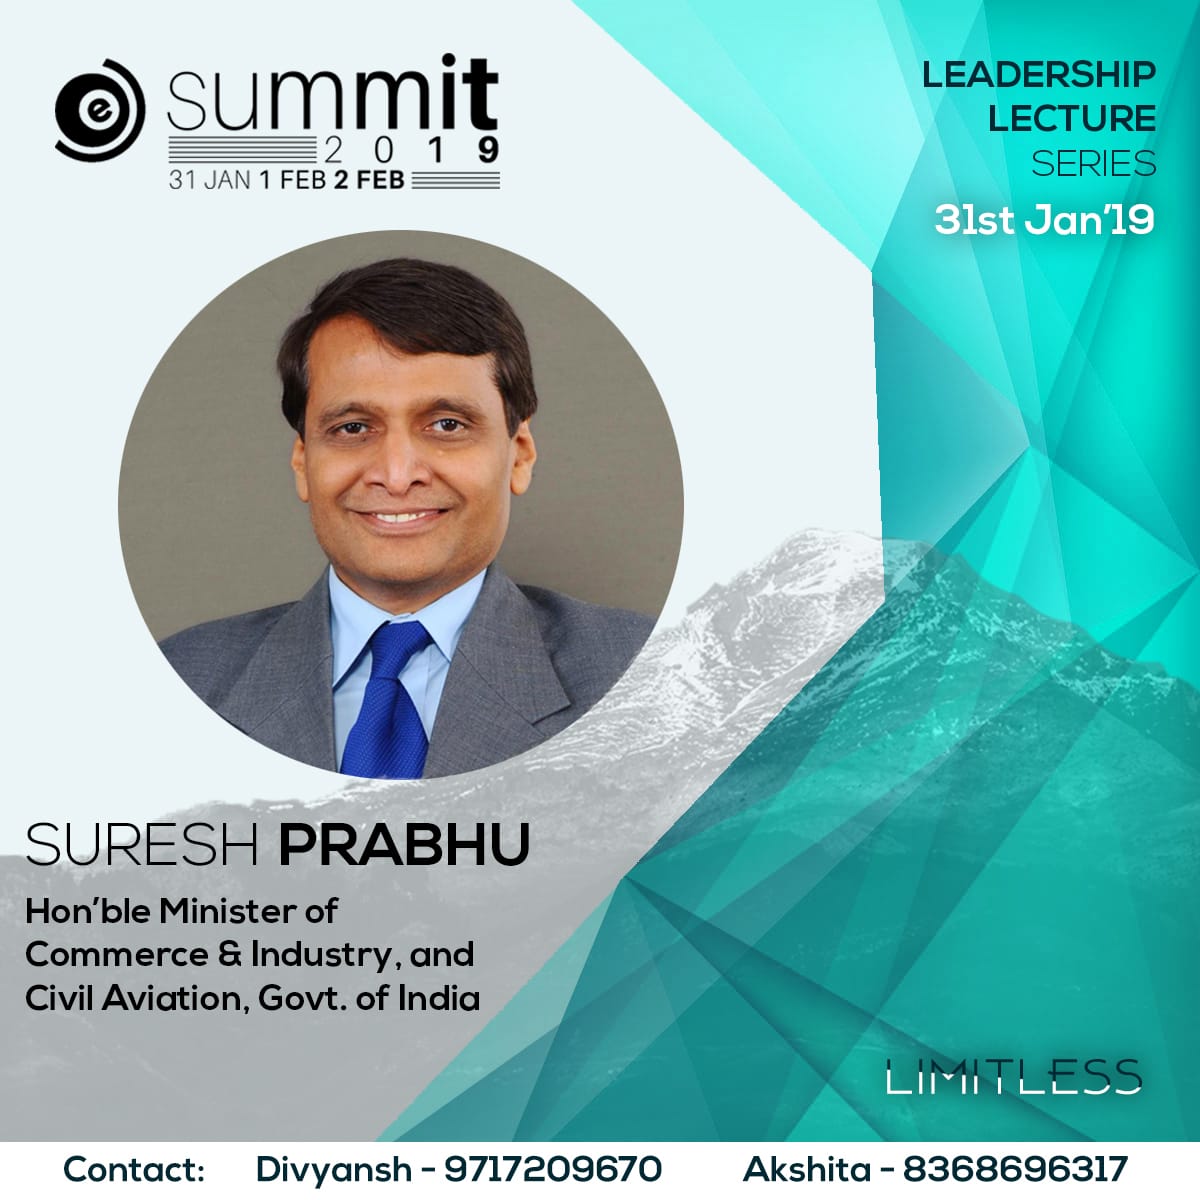 e summit
2019
31 JAN 1 FEB 2 FEB
LEADERSHIP
LECTURE
SERIES
31st Jan'19
SURESH PRABHU
Hon'ble Minister of
Commerce & Industry, and
Civil Aviation, Govt. of India
LIMITLESS
Contact: Divyansh - 9717209670 Akshita - 8368696317